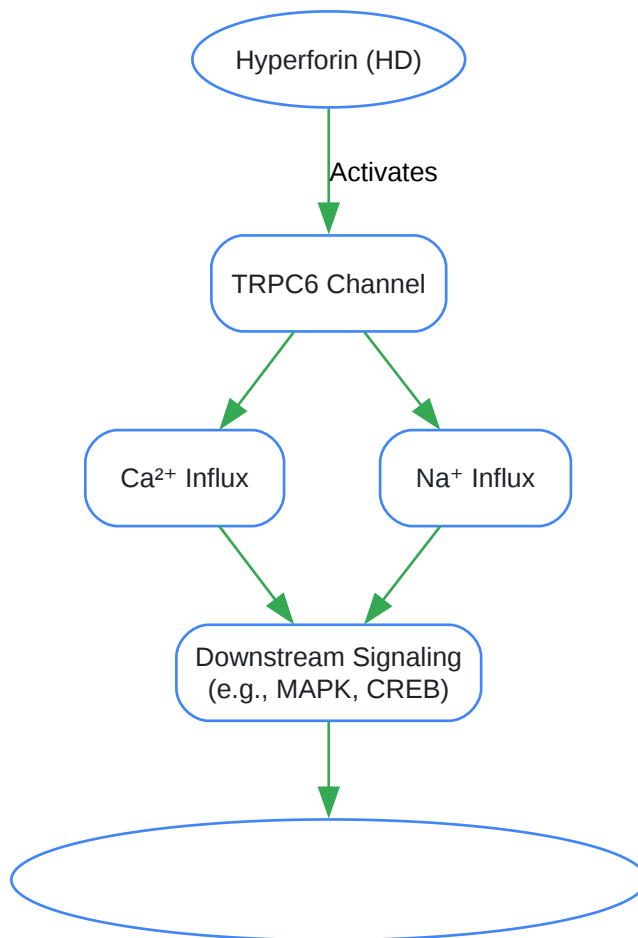 Hyperforin (HD)
Activates
TRPC6 Channel
Ca²⁺ Influx
Na⁺ Influx
Downstream Signaling
(e.g., MAPK, CREB)